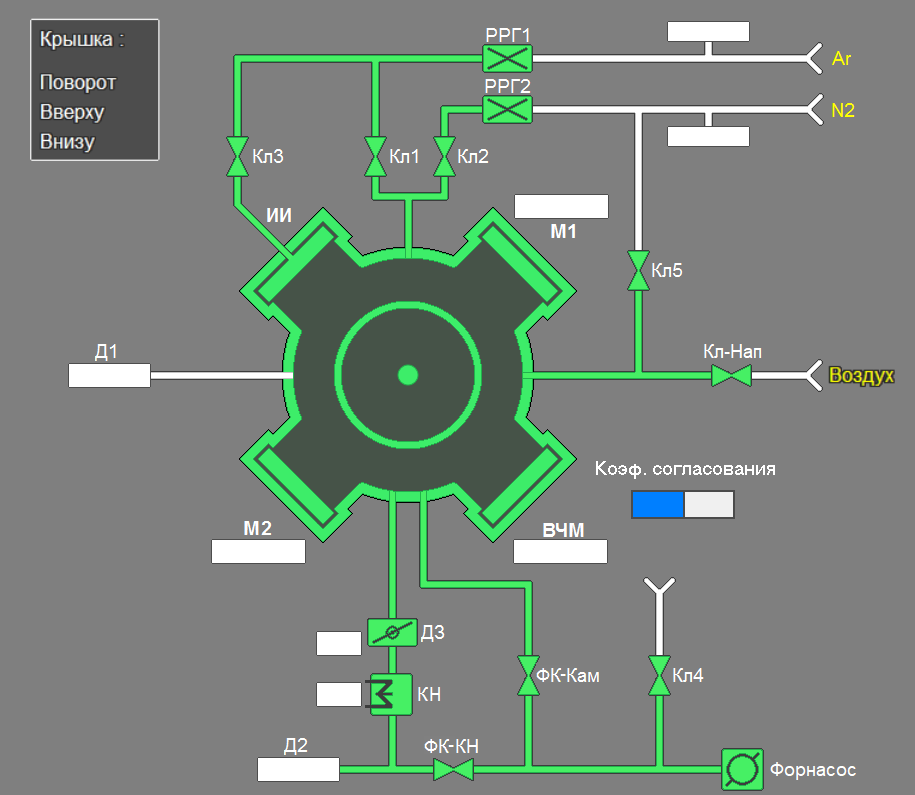 Крышка :
Поворот
Вверху
Внизу
РРГ1
Ar
РРГ2
N2
Кл3
Кл1
Кл2
ИИ
М1
Кл5
Д1
Кл-Нап
Воздух
Коэф. согласования
М2
ВЧМ
ДЗ
ФК-Кам
Кл4
КН
Д2
ФК-КН
Форнасос